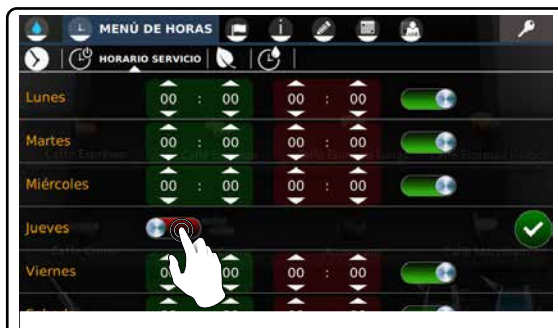 MENÚ DE HORAS
HORARIO SERVICIO
Lunes 00 : 00 00 : 00
Martes 00 : 00 00 : 00
Miércoles 00 : 00 00 : 00
Jueves
Viernes 00 00 00 : 00